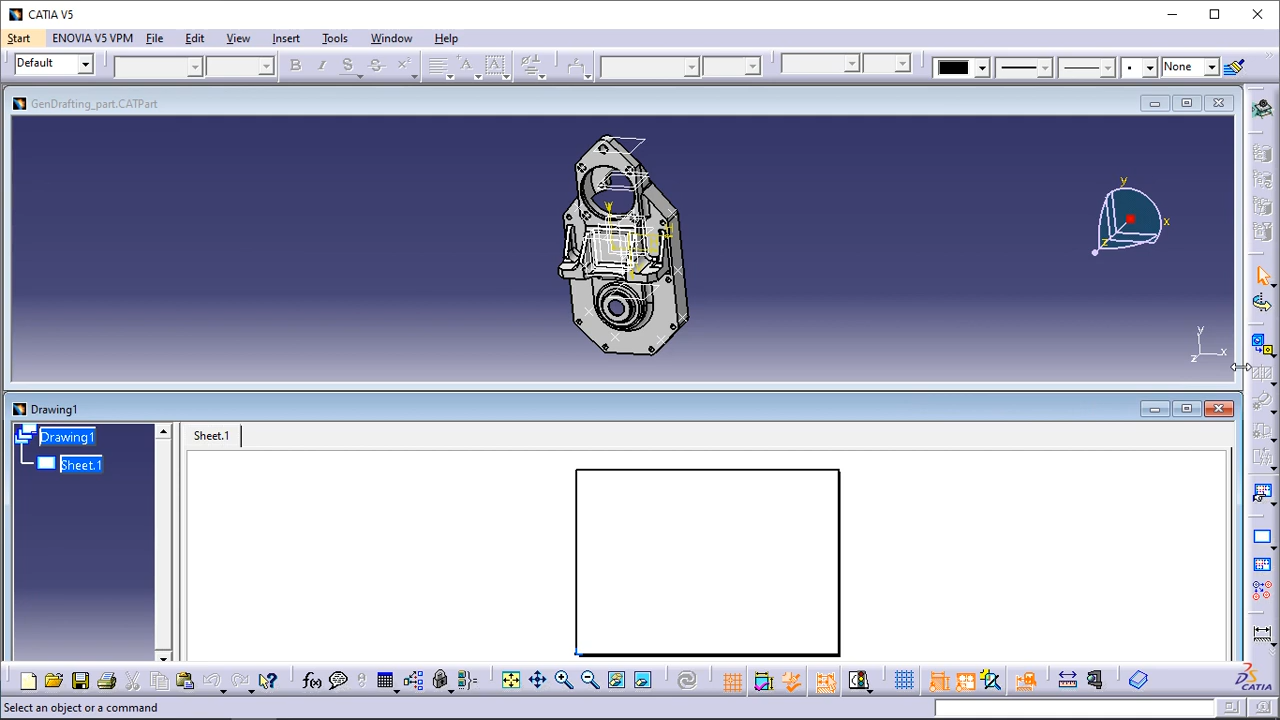 CATIA V5
Start ENOVIA V5 VPM File Edit View Insert Tools Window Help
Default None
GenDrafting_part.CATPart
y
x
z
y
x
z
Drawing1
Drawing1
Sheet.1
Sheet.1
CATIA
Select an object or a command